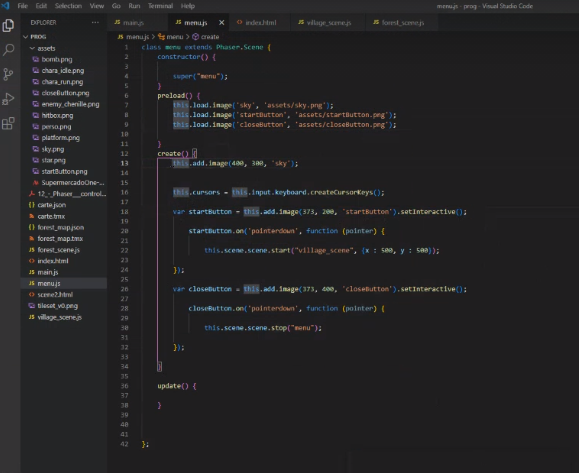 File Edit Selection View Go Run Terminal Help
menu.js - prog - Visual Studio Code
EXPLORER ···
JS main.js JS menu.js × <> index.html JS village_scene.js JS forest_scene.js
PROG
JS menu.js > menu > create
assets
bomb.png
chara_idle.png
chara_run.png
closeButton.png
enemy_chenille.png
hitbox.png
perso.png
platform.png
sky.png
star.png
startButton.png
SupermercadoOne-...
12_-_Phaser__control...
{} carte.json
carte.tmx
{} forest_map.json
forest_map.tmx
JS forest_scene.js
<> index.html
JS main.js
JS menu.js
<> scene2.html
tileset_v0.png
JS village_scene.js
1 class menu extends Phaser.Scene {
2 constructor() {
3
4 super("menu");
5 }
6 preload() {
7 this.load.image('sky', 'assets/sky.png');
8 this.load.image('startButton', 'assets/startButton.png');
9 this.load.image('closeButton', 'assets/closeButton.png');
10
11 }
12 create() {
13 this.add.image(400, 300, 'sky');
14
15
16 this.cursors = this.input.keyboard.createCursorKeys();
17
18 var startButton = this.add.image(373, 200, 'startButton').setInteractive();
19
20 startButton.on('pointerdown', function (pointer) {
21
22 this.scene.scene.start("village_scene", {x : 500, y : 500});
23
24 });
25
26 var closeButton = this.add.image(373, 400, 'closeButton').setInteractive();
27
28 closeButton.on('pointerdown', function (pointer) {
29
30 this.scene.scene.stop("menu");
31
32 });
33
34 }
35
36 update() {
37
38 }
39
40
41
42 };